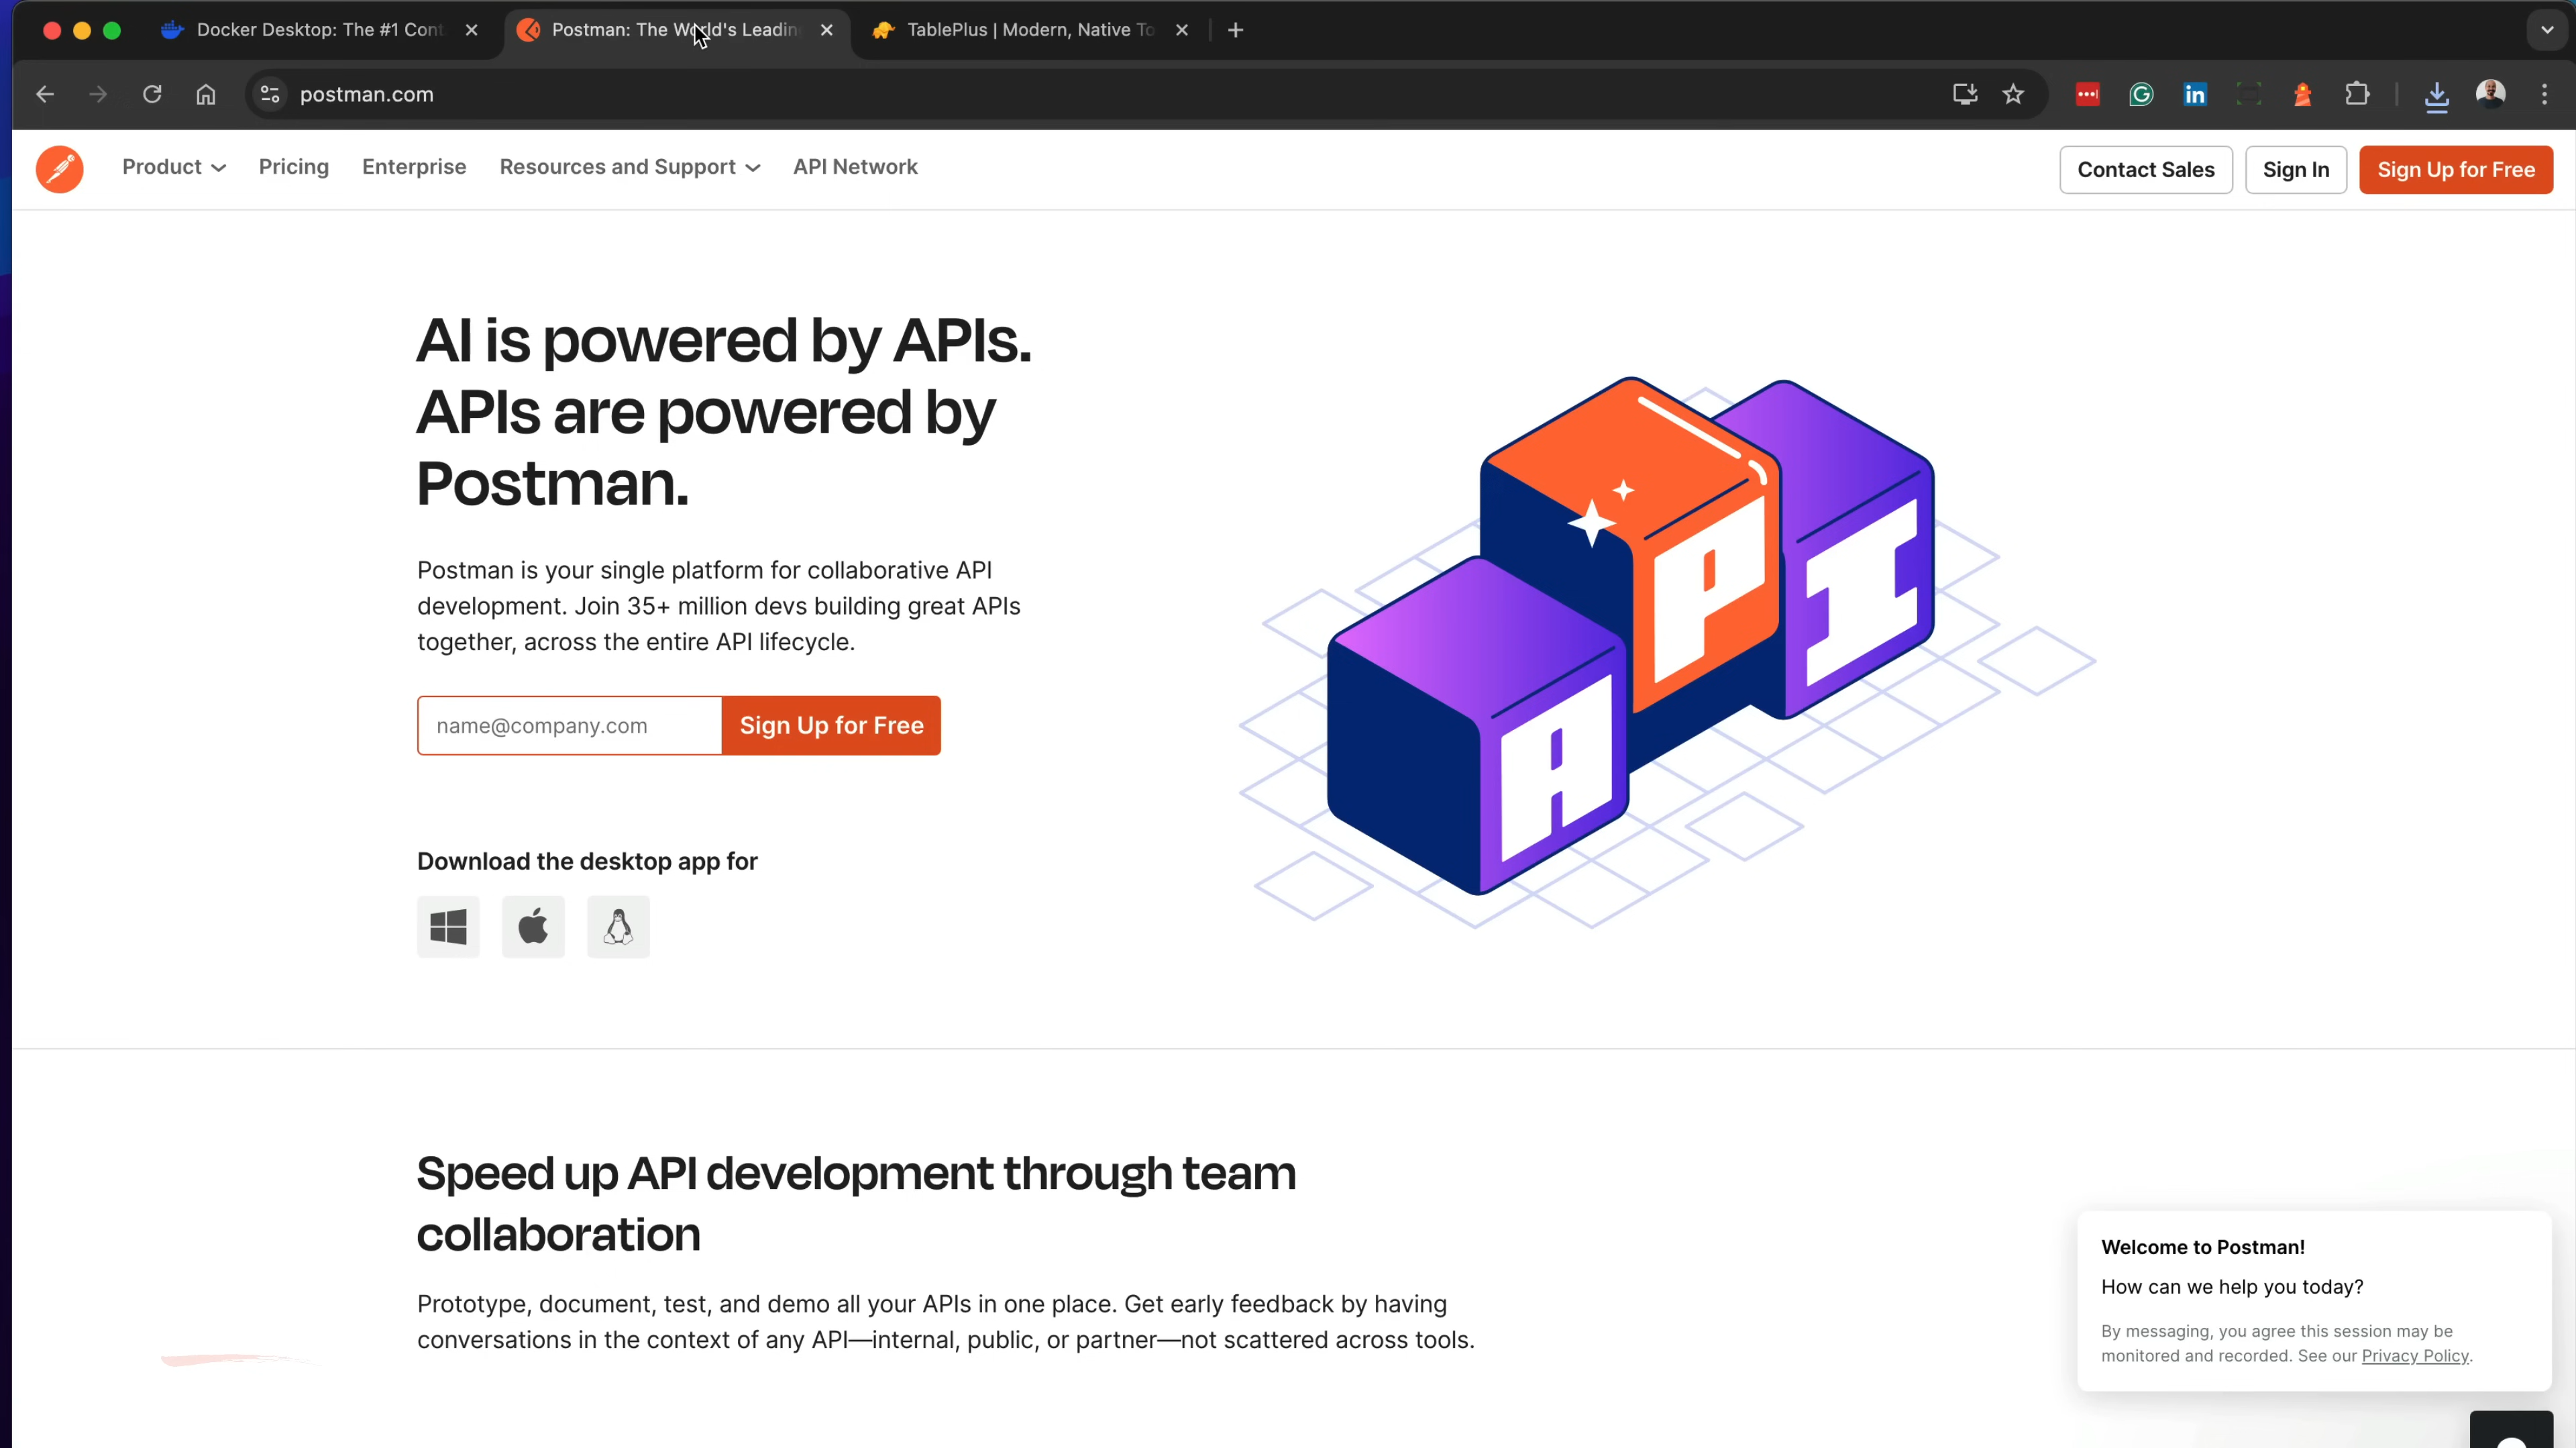 Docker Desktop: The #1 Cont
Postman: The World's Leadin
TablePlus | Modern, Native To
postman.com
Product
Pricing
Enterprise
Resources and Support
API Network
Contact Sales
Sign In
Sign Up for Free
AI is powered by APIs.
APIs are powered by
Postman.
Postman is your single platform for collaborative API
development. Join 35+ million devs building great APIs
together, across the entire API lifecycle.
name@company.com
Sign Up for Free
Download the desktop app for
A
P
I
Speed up API development through team
collaboration
Prototype, document, test, and demo all your APIs in one place. Get early feedback by having
conversations in the context of any API—internal, public, or partner—not scattered across tools.
Welcome to Postman!
How can we help you today?
By messaging, you agree this session may be
monitored and recorded. See our Privacy Policy.